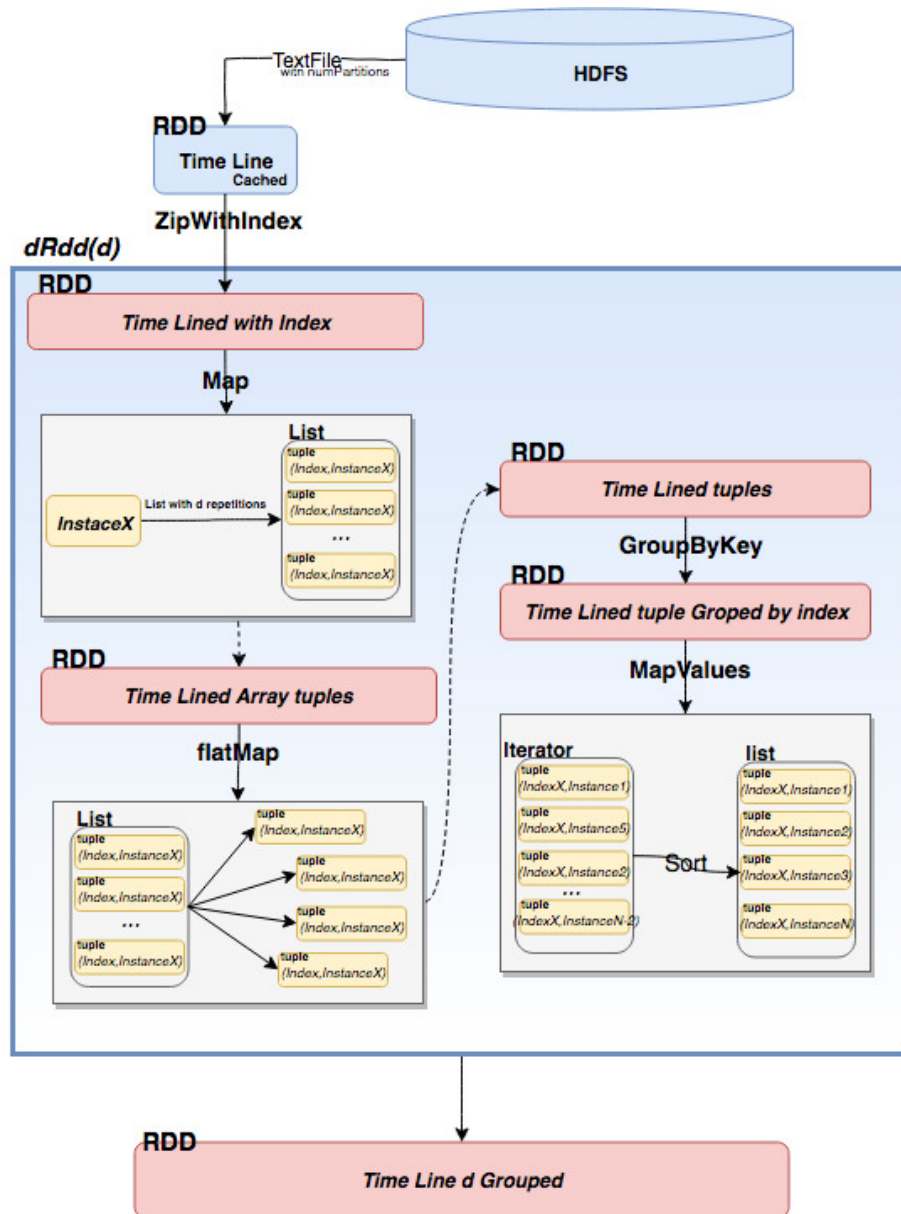 HDFS
TextFile
with numPartitions
RDD
Time Line
Cached
ZipWithIndex
dRdd(d)
RDD
Time Lined with Index
Map
List
tuple
(Index,InstanceX)
tuple
(Index,InstanceX)
...
tuple
(Index,InstanceX)
InstaceX
List with d repetitions
RDD
Time Lined Array tuples
flatMap
List
tuple
(Index,InstanceX)
tuple
(Index,InstanceX)
...
tuple
(Index,InstanceX)
tuple
(Index,InstanceX)
tuple
(Index,InstanceX)
tuple
(Index,InstanceX)
tuple
(Index,InstanceX)
RDD
Time Lined tuples
GroupByKey
RDD
Time Lined tuple Groped by index
MapValues
Iterator
tuple
(IndexX,Instance1)
tuple
(IndexX,Instance5)
tuple
(IndexX,Instance2)
...
tuple
(IndexX,InstanceN-2)
Sort
list
tuple
(IndexX,Instance1)
tuple
(IndexX,Instance2)
tuple
(IndexX,Instance3)
tuple
(IndexX,InstanceN)
RDD
Time Line d Grouped